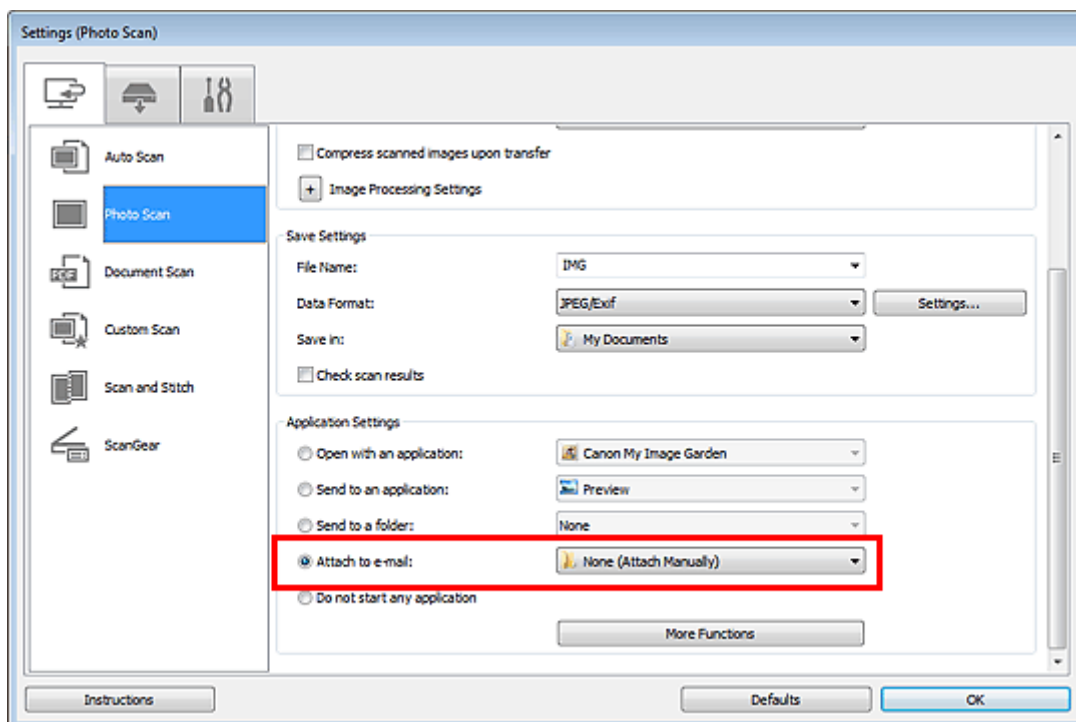 Settings (Photo Scan)
Auto Scan
Photo Scan
PDF
Document Scan
Custom Scan
Scan and Stitch
ScanGear
Compress scanned images upon transfer
+ Image Processing Settings
Save Settings
File Name: IMG
Data Format: JPEG/Exif Settings...
Save in: My Documents
Check scan results
Application Settings
Open with an application: Canon My Image Garden
Send to an application: Preview
Send to a folder: None
Attach to e-mail: None (Attach Manually)
Do not start any application
More Functions
Instructions Defaults OK